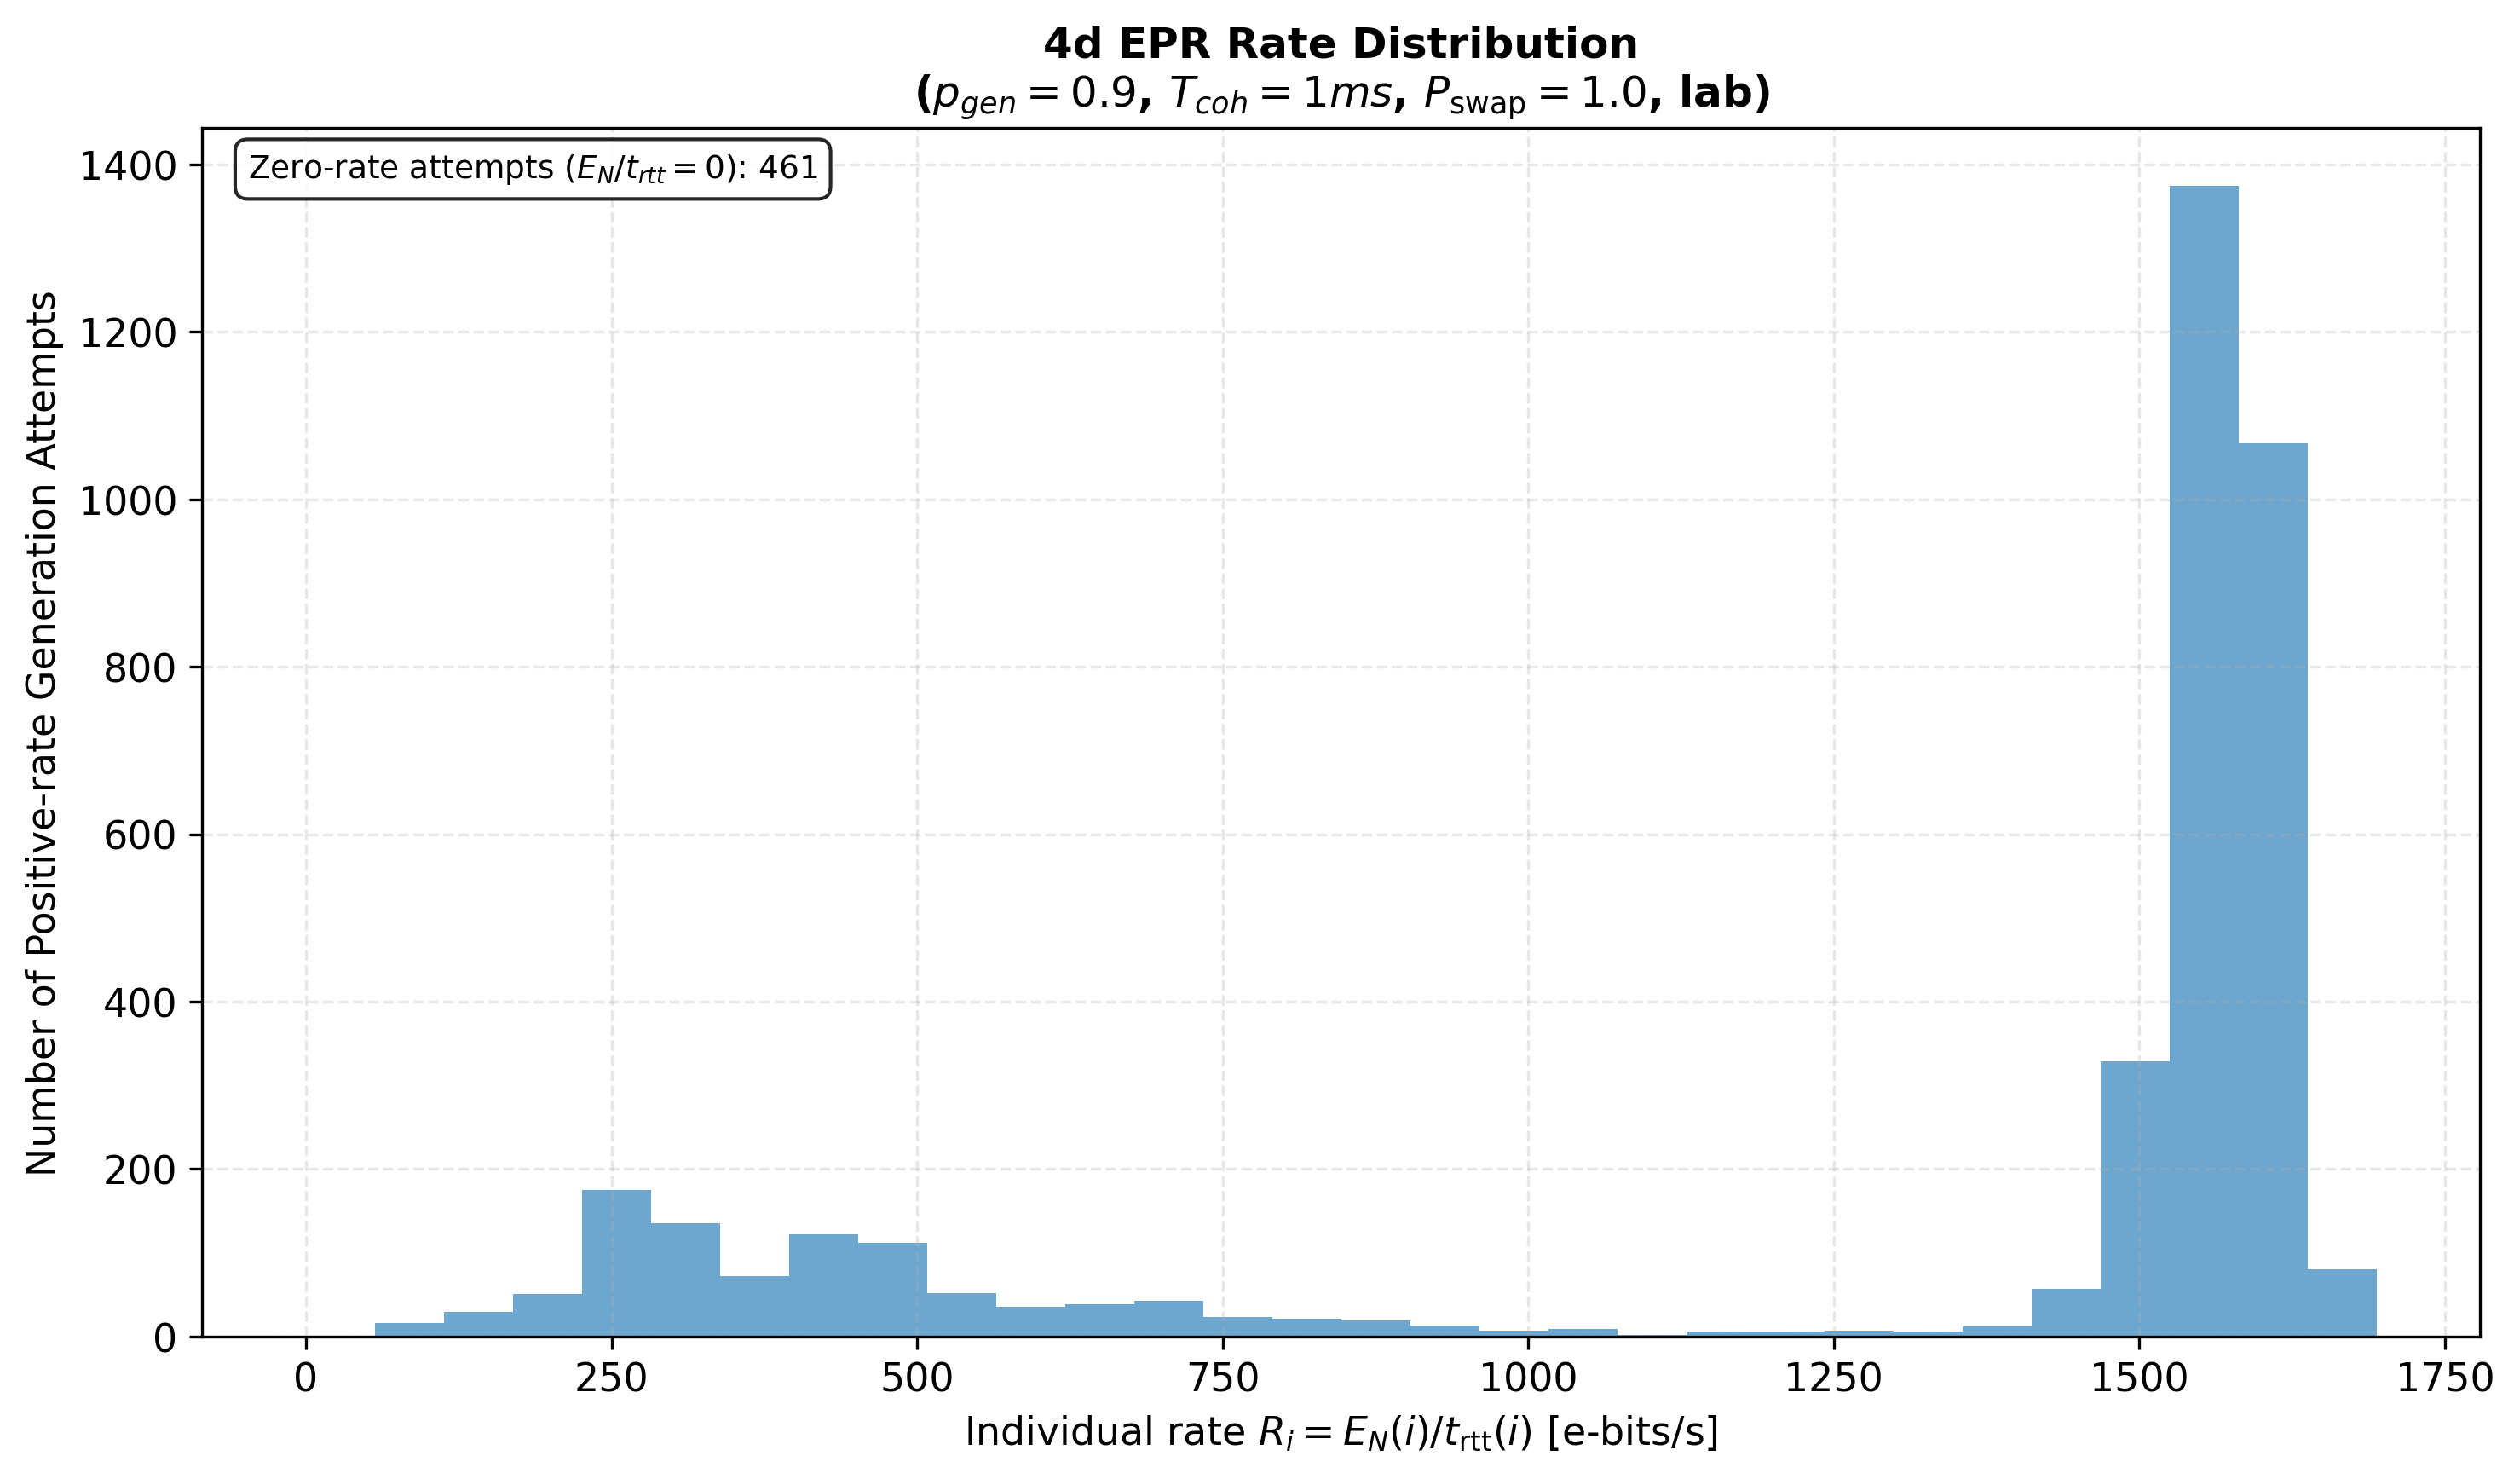 4d EPR Rate Distribution
(p_gen = 0.9, T_coh = 1ms, P_swap = 1.0, lab)
Zero-rate attempts (E_N/t_rtt = 0): 461
Number of Positive-rate Generation Attempts
1400
1200
1000
800
600
400
200
0
0 250 500 750 1000 1250 1500 1750
Individual rate R_i = E_N(i)/t_rtt(i) [e-bits/s]